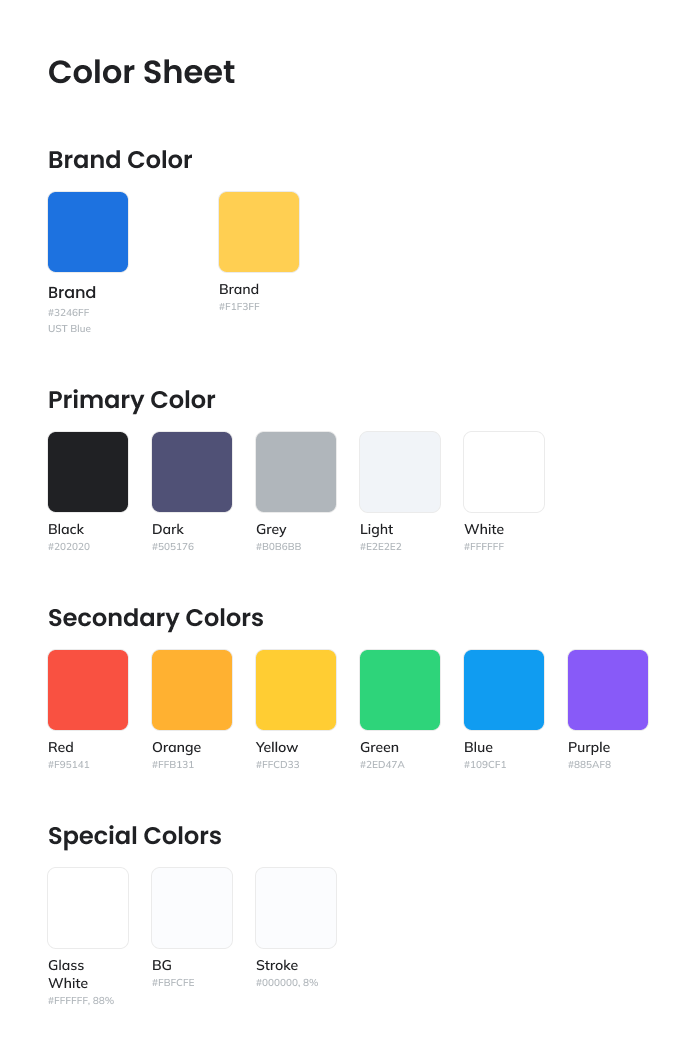 Color Sheet
Brand Color
Brand
#3246FF
UST Blue
Brand
#F1F3FF
Primary Color
Black
#202020
Dark
#505176
Grey
#B0B6BB
Light
#E2E2E2
White
#FFFFFF
Secondary Colors
Red
#F95141
Orange
#FFB131
Yellow
#FFCD33
Green
#2ED47A
Blue
#109CF1
Purple
#885AF8
Special Colors
Glass
White
#FFFFFF, 88%
BG
#FBFCFE
Stroke
#000000, 8%